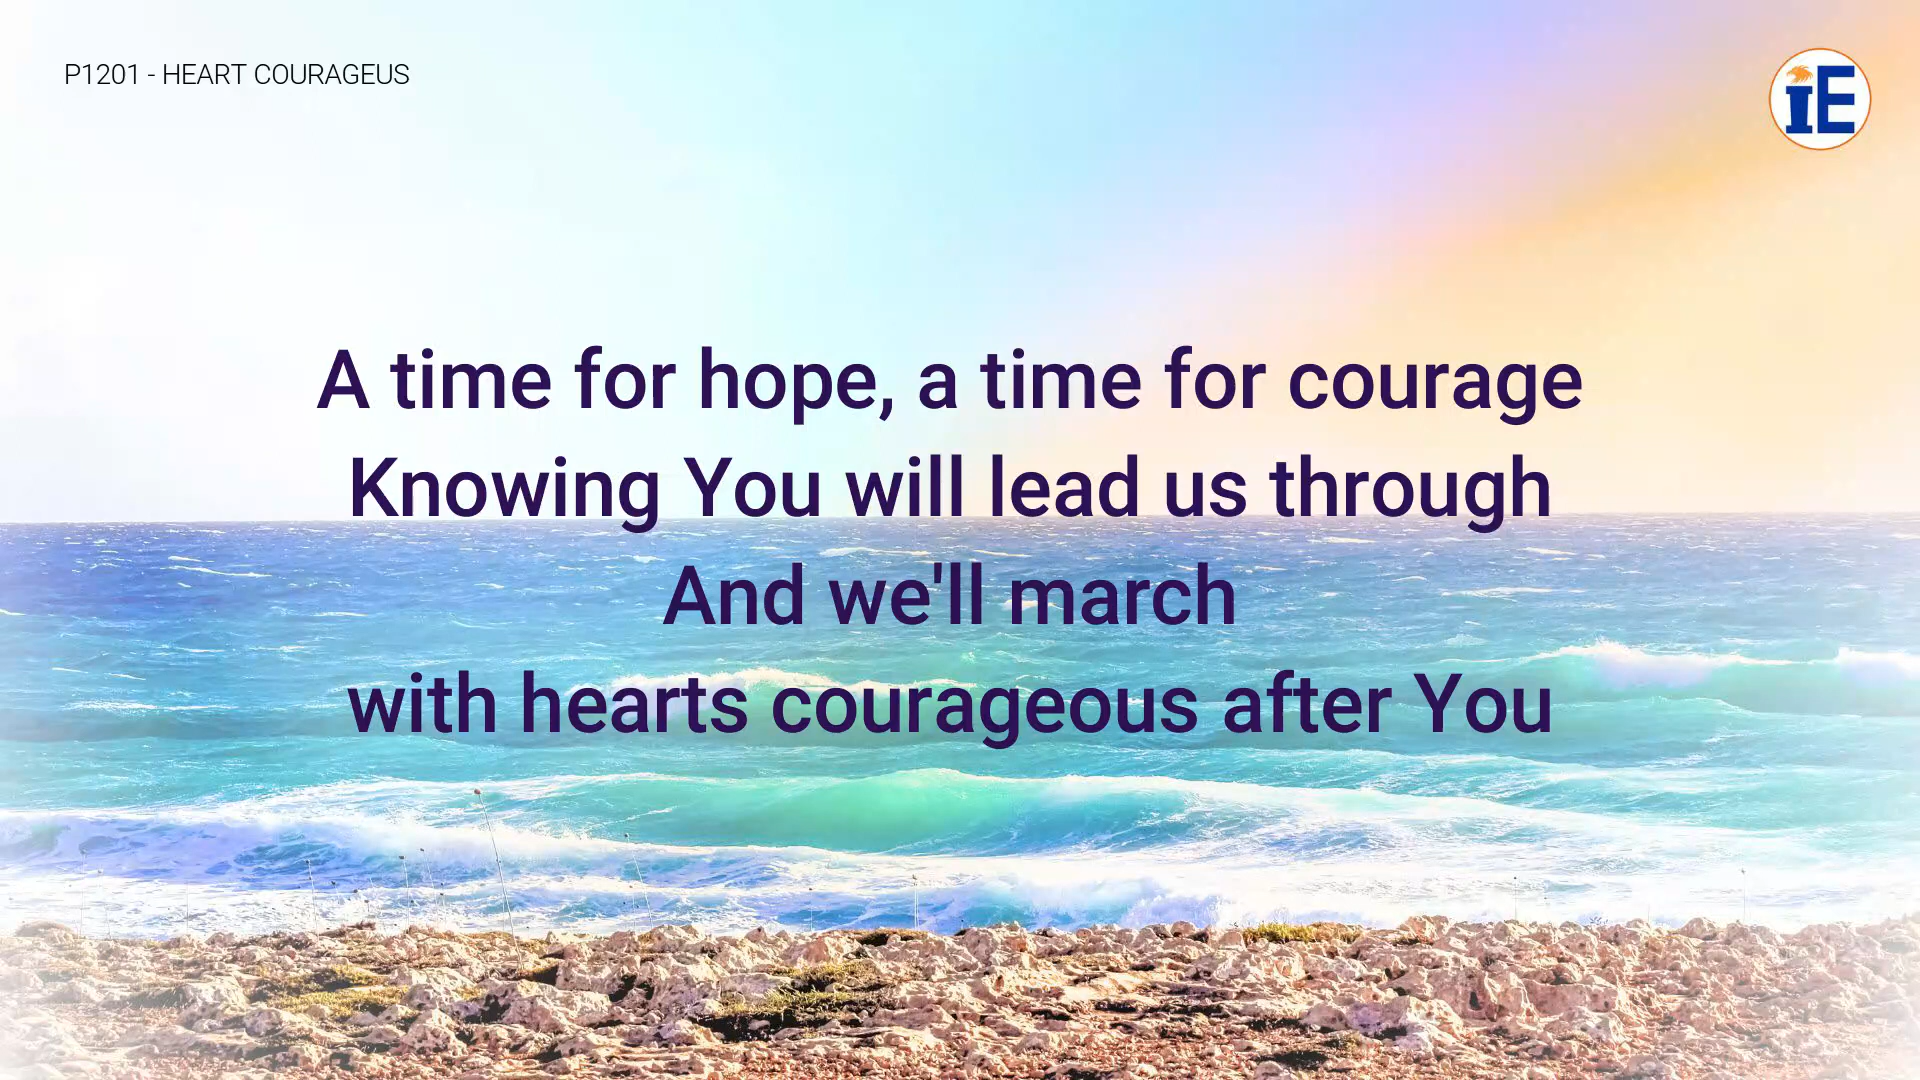 P1201 - HEART COURAGEUS
iE
A time for hope, a time for courage
Knowing You will lead us through
And we'll march
with hearts courageous after You